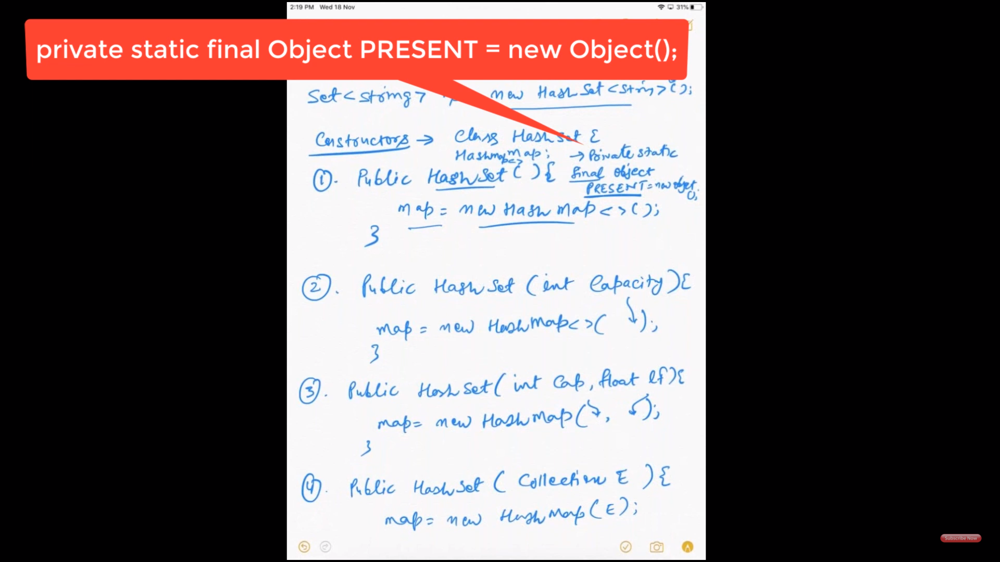 2:19 PM Wed 18 Nov
31%
private static final Object PRESENT = new Object();
Set<String> new HashSet<String>();
Constructors → Class HashSet {
Hashmap<> map; → Private static
①. Public HashSet ( ) { final object
PRESENT = new object();
map = new HashMap<>();
}
②. Public HashSet (int Capacity) {
map = new HashMap<>( );
}
③. Public HashSet(int Cap, float lf) {
map = new HashMap( , );
}
④. Public HashSet ( Collection E ) {
map = new HashMap(E);
Subscribe Now